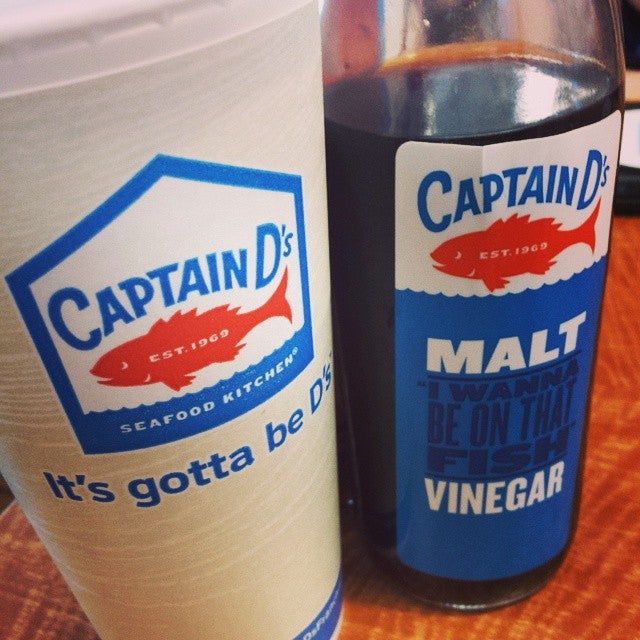 CAPTAIN D's
EST. 1969
SEAFOOD KITCHEN®
It's gotta be D's
CAPTAIN D's
EST. 1969
MALT
"I WANNA
BE ON THAT
FISH"
VINEGAR